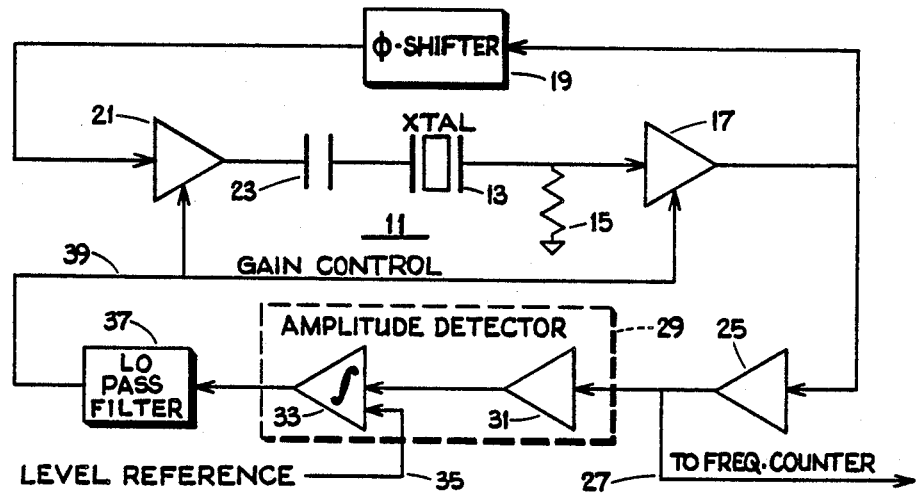 Φ-SHIFTER
19
21
XTAL
17
23
13
15
11
39
GAIN CONTROL
37
AMPLITUDE DETECTOR
29
25
LO
PASS
FILTER
∫
33
31
LEVEL REFERENCE
35
27
TO FREQ. COUNTER